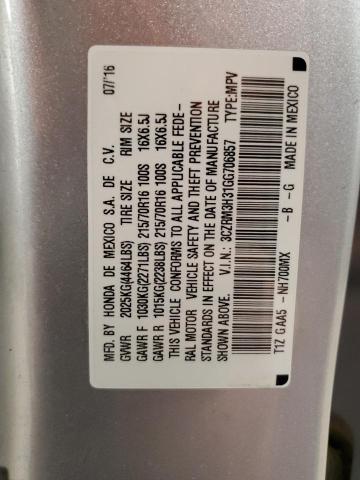 MFD. BY HONDA DE MEXICO S.A. DE C.V. 07/'16
GVWR 2025KG(4464LBS) TIRE SIZE RIM SIZE
GAWR F 1030KG(2271LBS) 215/70R16 100S 16X6.5J
GAWR R 1015KG(2238LBS) 215/70R16 100S 16X6.5J
THIS VEHICLE CONFORMS TO ALL APPLICABLE FEDE-
RAL MOTOR VEHICLE SAFETY AND THEFT PREVENTION
STANDARDS IN EFFECT ON THE DATE OF MANUFACTURE
SHOWN ABOVE. V.I.N.: 3CZRM3H31GG706857 TYPE:MPV
T1Z GAA5 -NH700MX -B -G MADE IN MEXICO